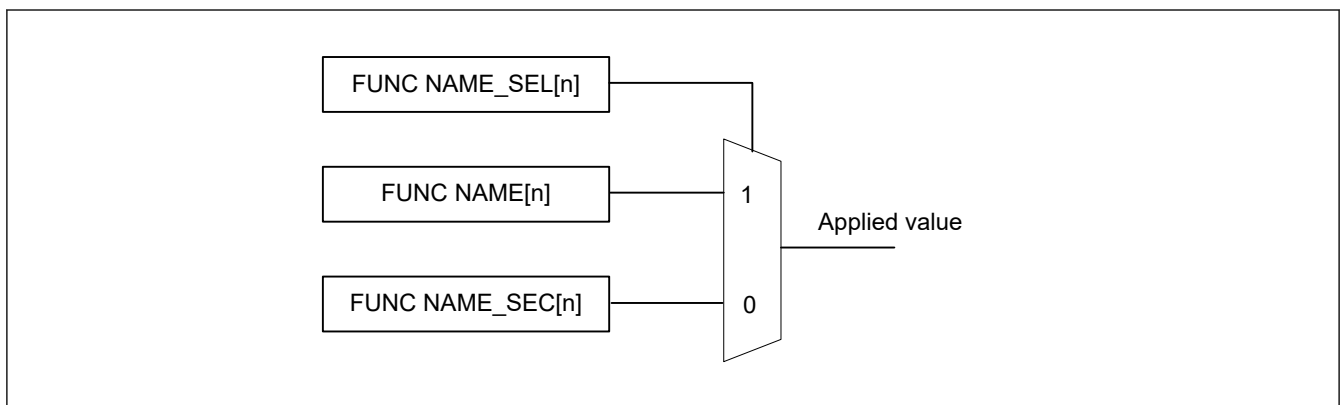 FUNC NAME_SEL[n]
FUNC NAME[n]
1
Applied value
FUNC NAME_SEC[n]
0